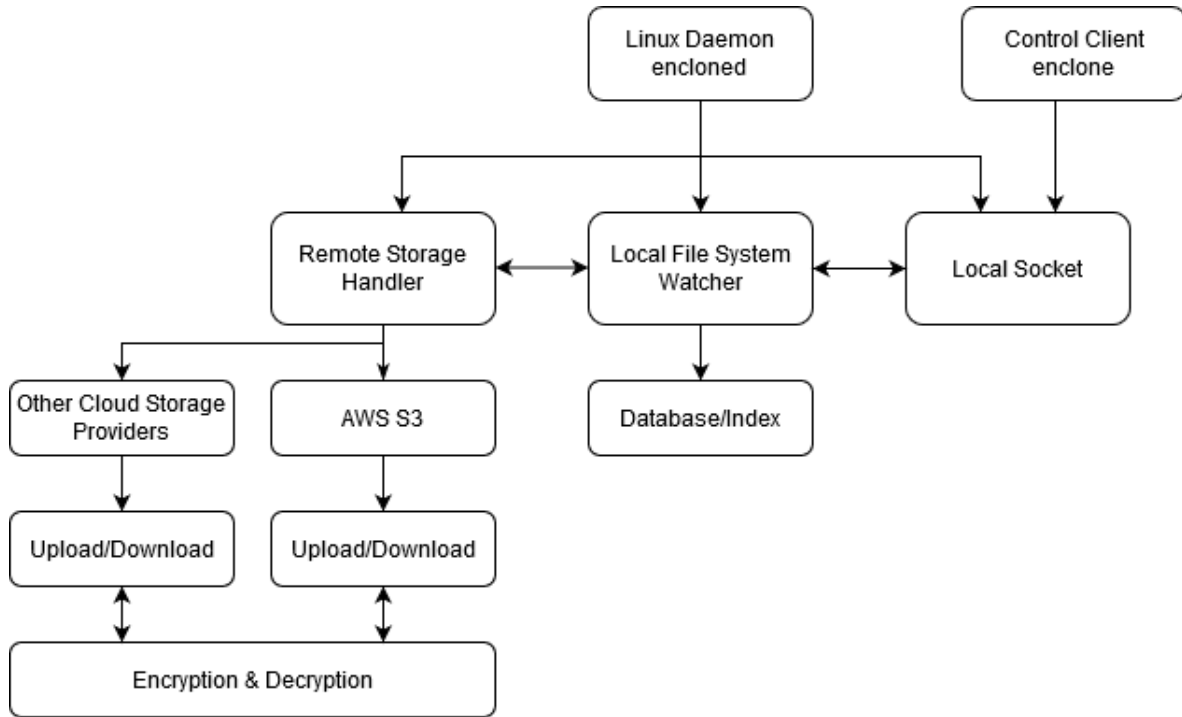 Linux Daemon
encloned
Control Client
enclone
Remote Storage
Handler
Local File System
Watcher
Local Socket
Other Cloud Storage
Providers
AWS S3
Database/Index
Upload/Download
Upload/Download
Encryption & Decryption